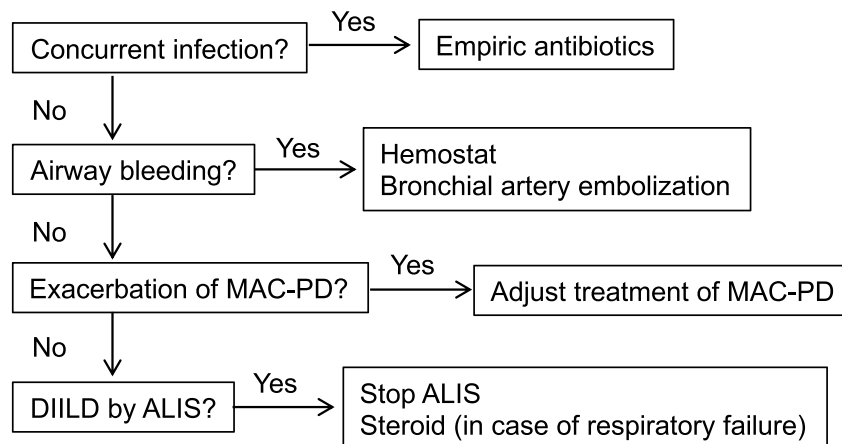 Concurrent infection?
Yes
Empiric antibiotics
No
Airway bleeding?
Yes
Hemostat
Bronchial artery embolization
No
Exacerbation of MAC-PD?
Yes
Adjust treatment of MAC-PD
No
DIILD by ALIS?
Yes
Stop ALIS
Steroid (in case of respiratory failure)